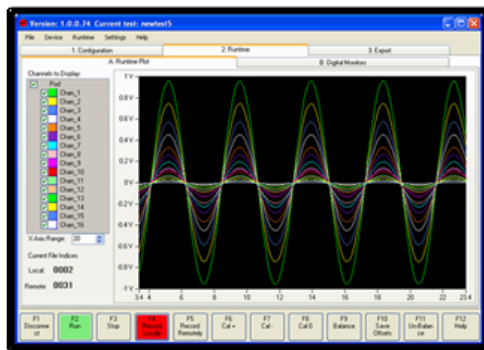 Version: 1.0.0.74 Current test: newtest5
File Device Runtime Settings Help
1: Configuration 2: Runtime 3: Export
A: Runtime Plot B: Digital Monitors
Channels to Display:
Pod
Chan_1
Chan_2
Chan_3
Chan_4
Chan_5
Chan_6
Chan_7
Chan_8
Chan_9
Chan_10
Chan_11
Chan_12
Chan_13
Chan_14
Chan_15
Chan_16
X Axis Range: 20
Current File Indices
Local 0002
Remote: 0031
1 V
0.8 V
0.6 V
0.4 V
0.2 V
0 V
-0.2 V
-0.4 V
-0.6 V
-0.8 V
-1 V
3.4 4 6 8 10 12 14 16 18 20 22 23.4
F1 Disconnect
F2 Run
F3 Stop
F4 Record Locally
F5 Record Remotely
F6 Cal +
F7 Cal -
F8 Cal 0
F9 Balance
F10 Save Offsets
F11 Un-Balance
F12 Help